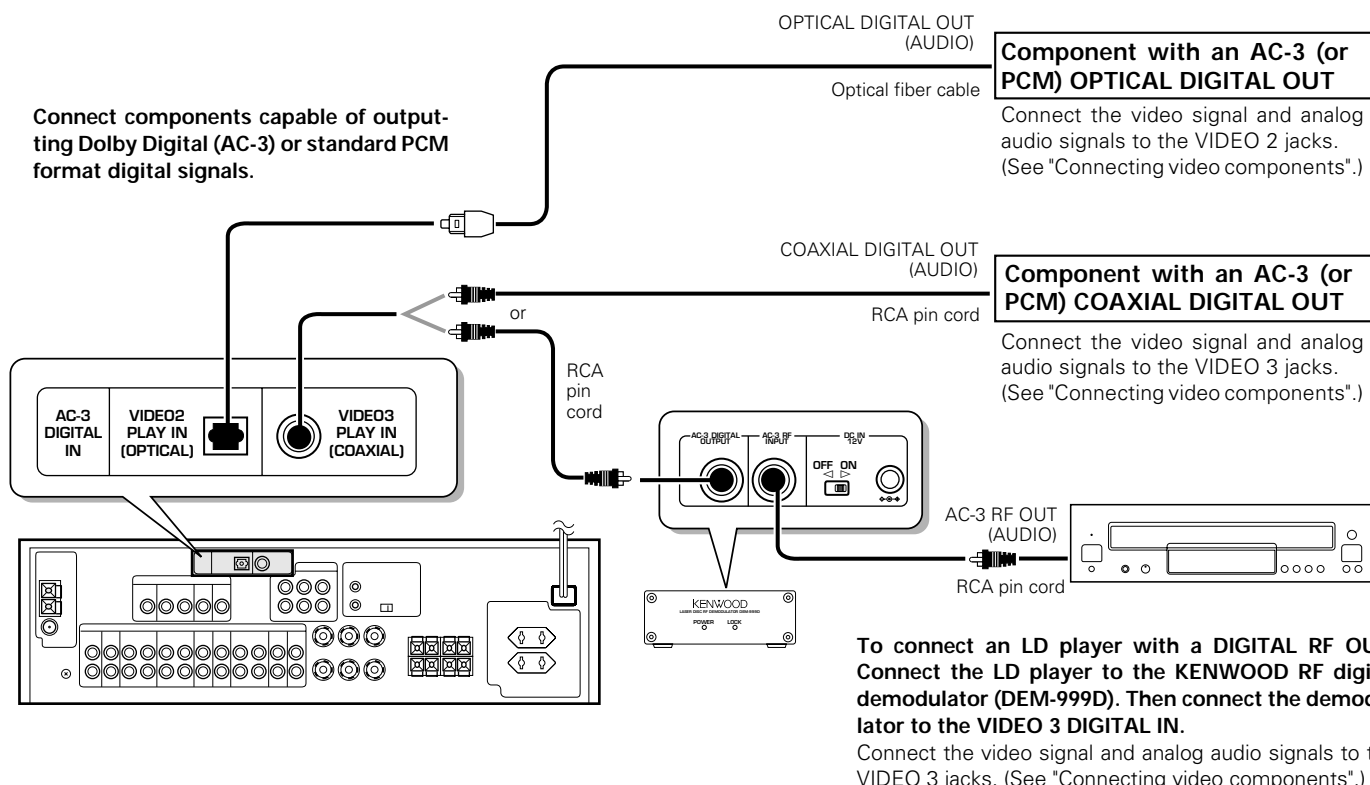 OPTICAL DIGITAL OUT
(AUDIO)
Optical fiber cable
Component with an AC-3 (or
PCM) OPTICAL DIGITAL OUT
Connect the video signal and analog
audio signals to the VIDEO 2 jacks.
(See "Connecting video components".)
Connect components capable of output-
ting Dolby Digital (AC-3) or standard PCM
format digital signals.
COAXIAL DIGITAL OUT
(AUDIO)
RCA pin cord
Component with an AC-3 (or
PCM) COAXIAL DIGITAL OUT
Connect the video signal and analog
audio signals to the VIDEO 3 jacks.
(See "Connecting video components".)
or
RCA
pin
cord
AC-3
DIGITAL
IN
VIDEO2
PLAY IN
(OPTICAL)
VIDEO3
PLAY IN
(COAXIAL)
AC-3 DIGITAL
OUTPUT
AC-3 RF
INPUT
DC IN
12V
OFF ON
AC-3 RF OUT
(AUDIO)
RCA pin cord
KENWOOD
LASER DISC RF DEMODULATOR DEM-999D
POWER LOCK
To connect an LD player with a DIGITAL RF OU
Connect the LD player to the KENWOOD RF digi
demodulator (DEM-999D). Then connect the demod
lator to the VIDEO 3 DIGITAL IN.
Connect the video signal and analog audio signals to t
VIDEO 3 jacks. (See "Connecting video components".)